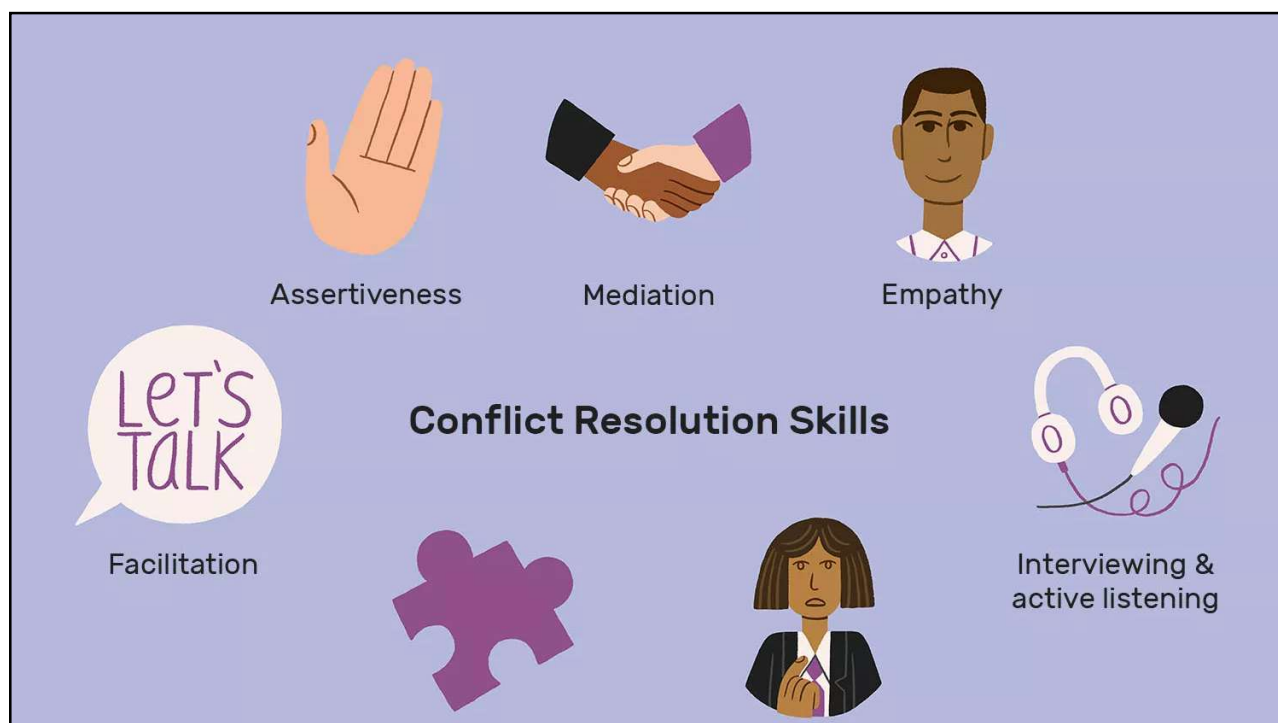 Assertiveness
Mediation
Empathy
LET'S
TALK
Conflict Resolution Skills
Facilitation
Interviewing &
active listening